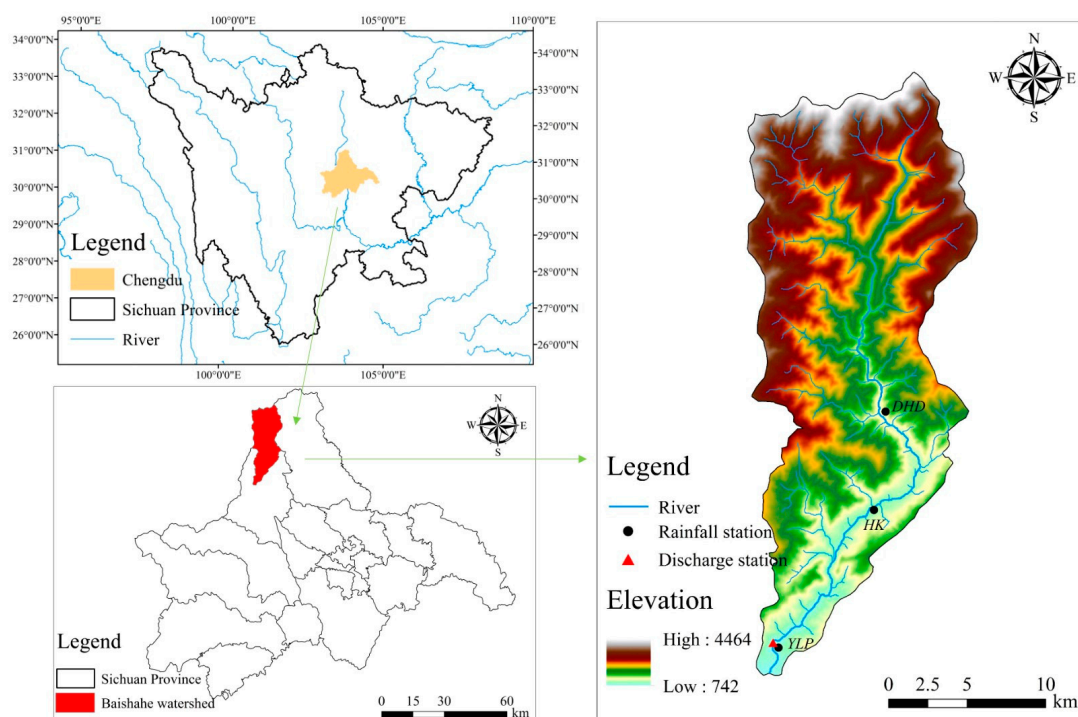 95°0'0"E 100°0'0"E 105°0'0"E 110°0'0"E
34°0'0"N
33°0'0"N
32°0'0"N
31°0'0"N
30°0'0"N
29°0'0"N
28°0'0"N
27°0'0"N
26°0'0"N
34°0'0"N
33°0'0"N
32°0'0"N
31°0'0"N
30°0'0"N
29°0'0"N
28°0'0"N
27°0'0"N
26°0'0"N
Legend
Chengdu
Sichuan Province
River
100°0'0"E 105°0'0"E
N
W E
S
Legend
Sichuan Province
Baishahe watershed
0 15 30 45 60
km
N
W E
S
DHD
HK
YLP
Legend
River
Rainfall station
Discharge station
Elevation
High : 4464
Low : 742
0 2.5 5 10
km